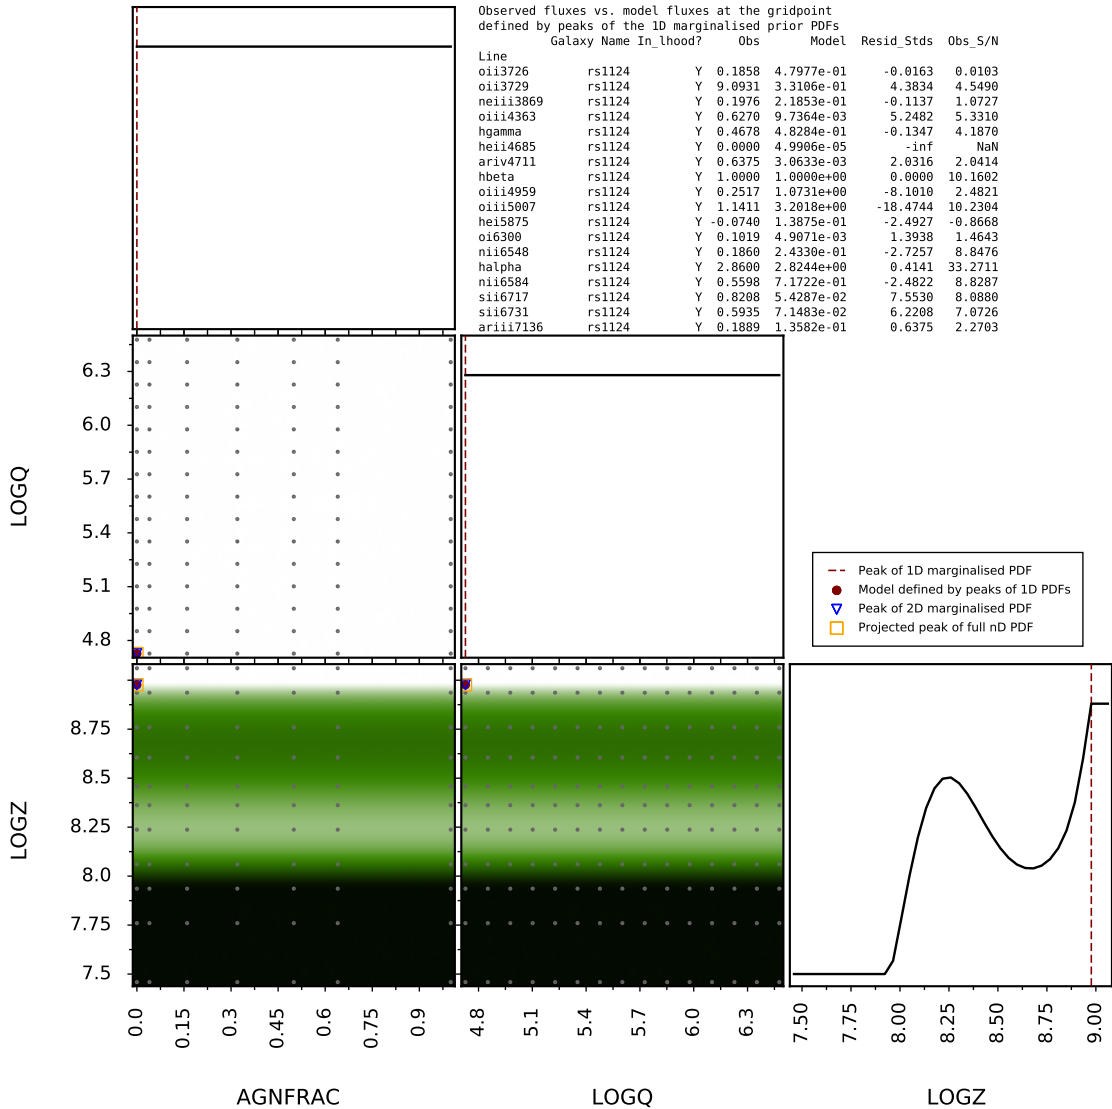 Observed fluxes vs. model fluxes at the gridpoint
defined by peaks of the 1D marginalised prior PDFs
Galaxy Name In_lhood? Obs Model Resid_Stds Obs_S/N
Line
oii3726 rs1124 Y 0.1858 4.7977e-01 -0.0163 0.0103
oii3729 rs1124 Y 9.0931 3.3106e-01 4.3834 4.5490
neiii3869 rs1124 Y 0.1976 2.1853e-01 -0.1137 1.0727
oiii4363 rs1124 Y 0.6270 9.7364e-03 5.2482 5.3310
hgamma rs1124 Y 0.4678 4.8284e-01 -0.1347 4.1870
heii4685 rs1124 Y 0.0000 4.9906e-05 -inf NaN
ariv4711 rs1124 Y 0.6375 3.0633e-03 2.0316 2.0414
hbeta rs1124 Y 1.0000 1.0000e+00 0.0000 10.1602
oiii4959 rs1124 Y 0.2517 1.0731e+00 -8.1010 2.4821
oiii5007 rs1124 Y 1.1411 3.2018e+00 -18.4744 10.2304
hei5875 rs1124 Y -0.0740 1.3875e-01 -2.4927 -0.8668
oi6300 rs1124 Y 0.1019 4.9071e-03 1.3938 1.4643
nii6548 rs1124 Y 0.1860 2.4330e-01 -2.7257 8.8476
halpha rs1124 Y 2.8600 2.8244e+00 0.4141 33.2711
nii6584 rs1124 Y 0.5598 7.1722e-01 -2.4822 8.8287
sii6717 rs1124 Y 0.8208 5.4287e-02 7.5530 8.0880
sii6731 rs1124 Y 0.5935 7.1483e-02 6.2208 7.0726
ariii7136 rs1124 Y 0.1889 1.3582e-01 0.6375 2.2703
LOGQ
6.3
6.0
5.7
5.4
5.1
4.8
Peak of 1D marginalised PDF
Model defined by peaks of 1D PDFs
Peak of 2D marginalised PDF
Projected peak of full nD PDF
LOGZ
8.75
8.5
8.25
8.0
7.75
7.5
0.0 0.15 0.3 0.45 0.6 0.75 0.9
4.8 5.1 5.4 5.7 6.0 6.3
7.50 7.75 8.00 8.25 8.50 8.75 9.00
AGNFRAC LOGQ LOGZ